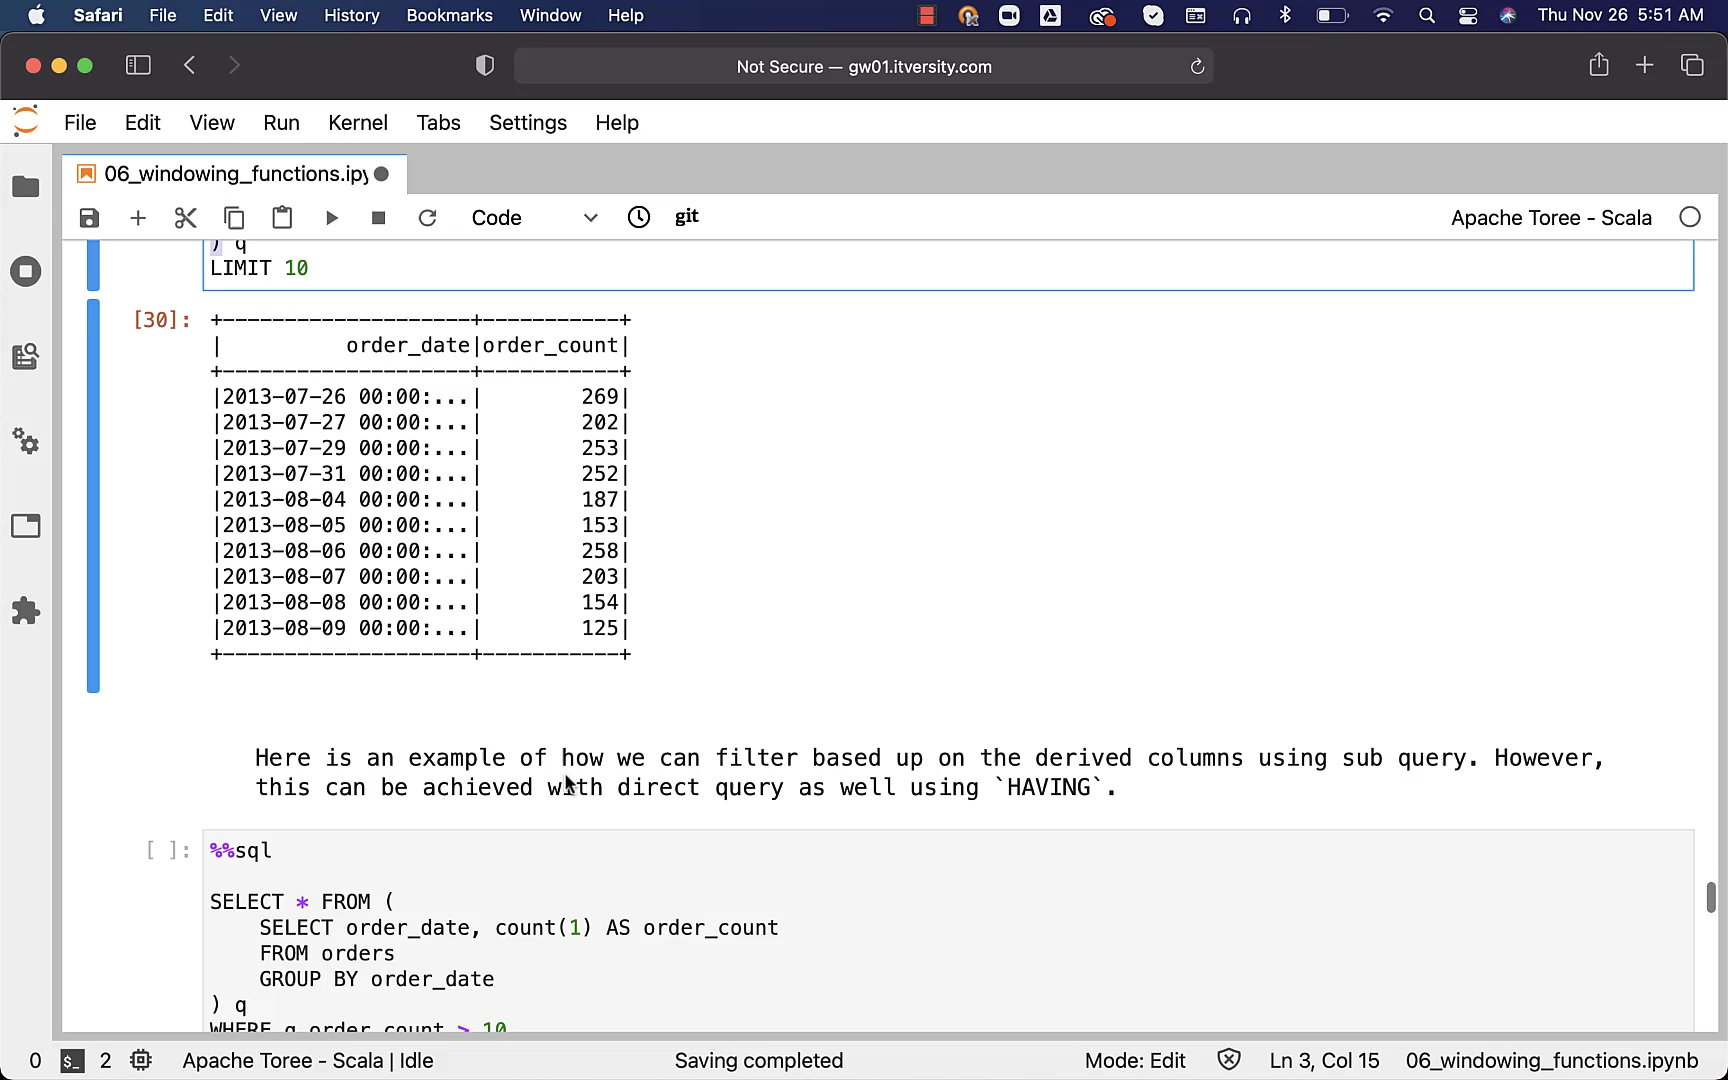 Safari File Edit View History Bookmarks Window Help Thu Nov 26 5:51 AM
Not Secure — gw01.itversity.com
File Edit View Run Kernel Tabs Settings Help
06_windowing_functions.ipy
Code git Apache Toree - Scala
) q
LIMIT 10
[30]: +--------------------+-----------+
|          order_date|order_count|
+--------------------+-----------+
|2013-07-26 00:00:...|        269|
|2013-07-27 00:00:...|        202|
|2013-07-29 00:00:...|        253|
|2013-07-31 00:00:...|        252|
|2013-08-04 00:00:...|        187|
|2013-08-05 00:00:...|        153|
|2013-08-06 00:00:...|        258|
|2013-08-07 00:00:...|        203|
|2013-08-08 00:00:...|        154|
|2013-08-09 00:00:...|        125|
+--------------------+-----------+
Here is an example of how we can filter based up on the derived columns using sub query. However,
this can be achieved with direct query as well using `HAVING`.
[ ]: %%sql
SELECT * FROM (
    SELECT order_date, count(1) AS order_count
    FROM orders
    GROUP BY order_date
) q
WHERE q.order_count > 10
0 $_ 2 Apache Toree - Scala | Idle Saving completed Mode: Edit Ln 3, Col 15 06_windowing_functions.ipynb